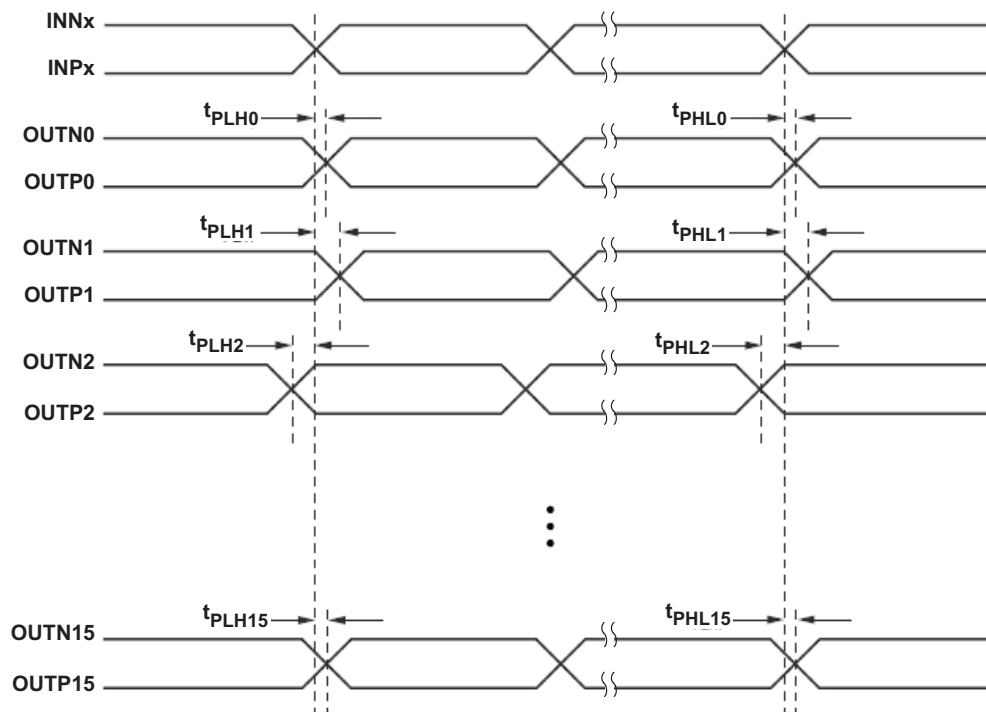 INNx
INPx
tPLH0 tPHL0
OUTN0
OUTP0
tPLH1 tPHL1
OUTN1
OUTP1
tPLH2 tPHL2
OUTN2
OUTP2
tPLH15 tPHL15
OUTN15
OUTP15